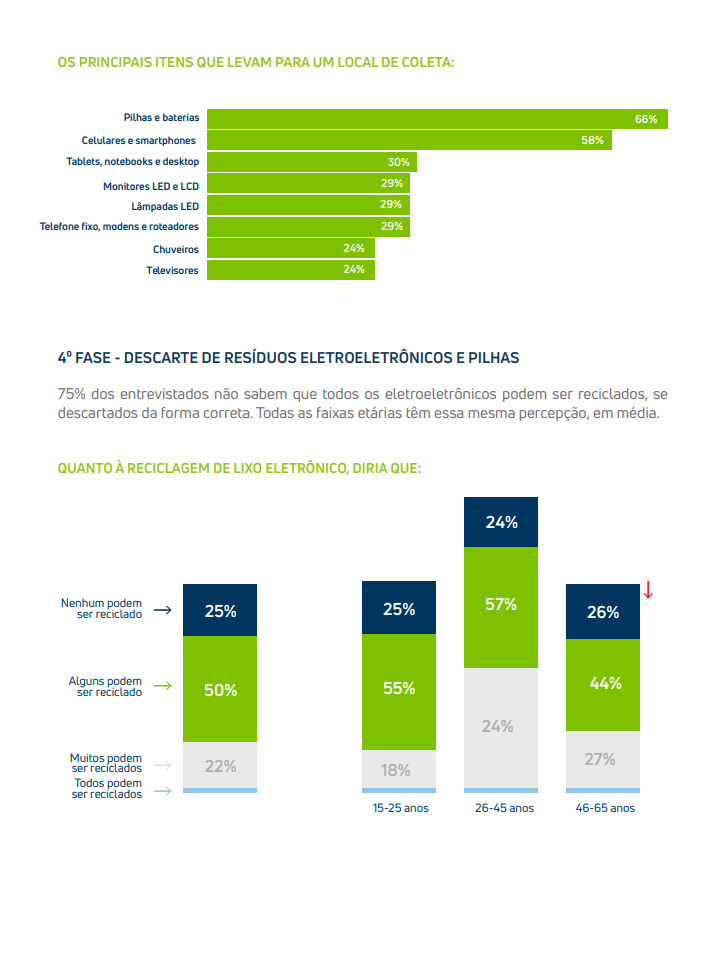 OS PRINCIPAIS ITENS QUE LEVAM PARA UM LOCAL DE COLETA:
Pilhas e baterias 66%
Celulares e smartphones 58%
Tablets, notebooks e desktop 30%
Monitores LED e LCD 29%
Lâmpadas LED 29%
Telefone fixo, modens e roteadores 29%
Chuveiros 24%
Televisores 24%
4º FASE - DESCARTE DE RESÍDUOS ELETROELETRÔNICOS E PILHAS
75% dos entrevistados não sabem que todos os eletroeletrônicos podem ser reciclados, se
descartados da forma correta. Todas as faixas etárias têm essa mesma percepção, em média.
QUANTO À RECICLAGEM DE LIXO ELETRÔNICO, DIRIA QUE:
Nenhum podem
ser reciclado
25%
25%
24%
26%
Alguns podem
ser reciclado
50%
55%
57%
44%
Muitos podem
ser reciclados
22%
18%
24%
27%
Todos podem
ser reciclados
15-25 anos
26-45 anos
46-65 anos